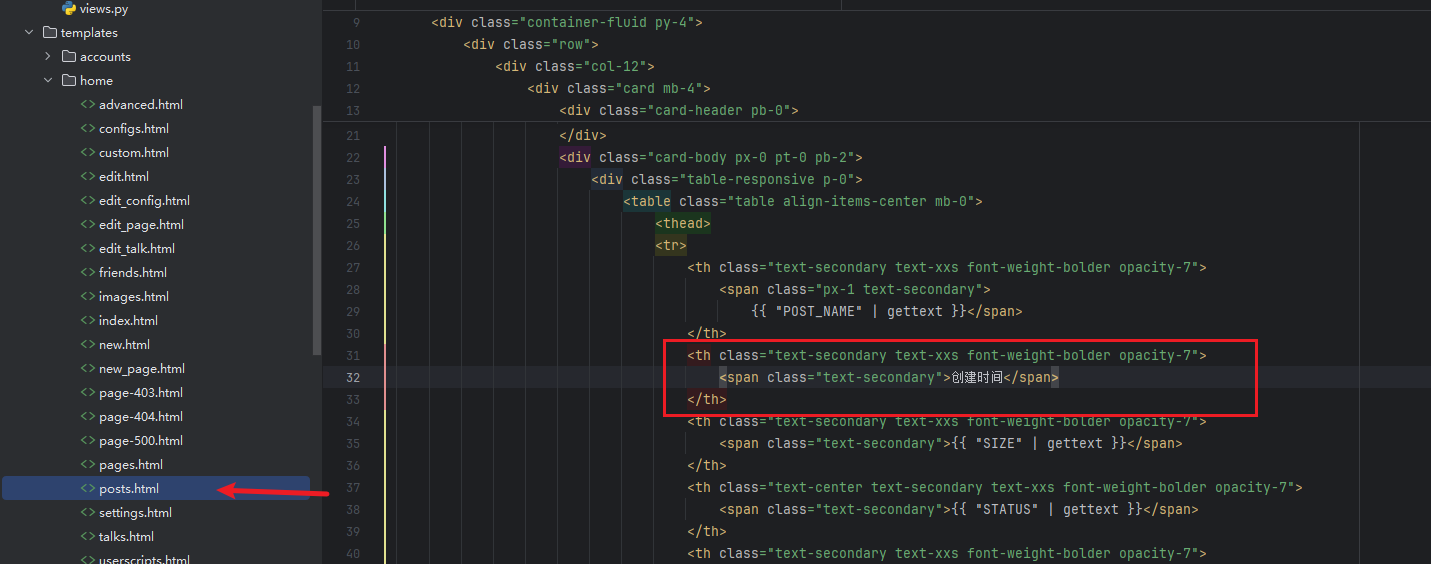 views.py
templates
accounts
home
advanced.html
configs.html
custom.html
edit.html
edit_config.html
edit_page.html
edit_talk.html
friends.html
images.html
index.html
new.html
new_page.html
page-403.html
page-404.html
page-500.html
pages.html
posts.html
settings.html
talks.html
userscripts.html
9 <div class="container-fluid py-4">
10 <div class="row">
11 <div class="col-12">
12 <div class="card mb-4">
13 <div class="card-header pb-0">
21 </div>
22 <div class="card-body px-0 pt-0 pb-2">
23 <div class="table-responsive p-0">
24 <table class="table align-items-center mb-0">
25 <thead>
26 <tr>
27 <th class="text-secondary text-xxs font-weight-bolder opacity-7">
28 <span class="px-1 text-secondary">
29 {{ "POST_NAME" | gettext }}</span>
30 </th>
31 <th class="text-secondary text-xxs font-weight-bolder opacity-7">
32 <span class="text-secondary">创建时间</span>
33 </th>
34 <th class="text-secondary text-xxs font-weight-bolder opacity-7">
35 <span class="text-secondary">{{ "SIZE" | gettext }}</span>
36 </th>
37 <th class="text-center text-secondary text-xxs font-weight-bolder opacity-7">
38 <span class="text-secondary">{{ "STATUS" | gettext }}</span>
39 </th>
40 <th class="text-secondary text-xxs font-weight-bolder opacity-7">